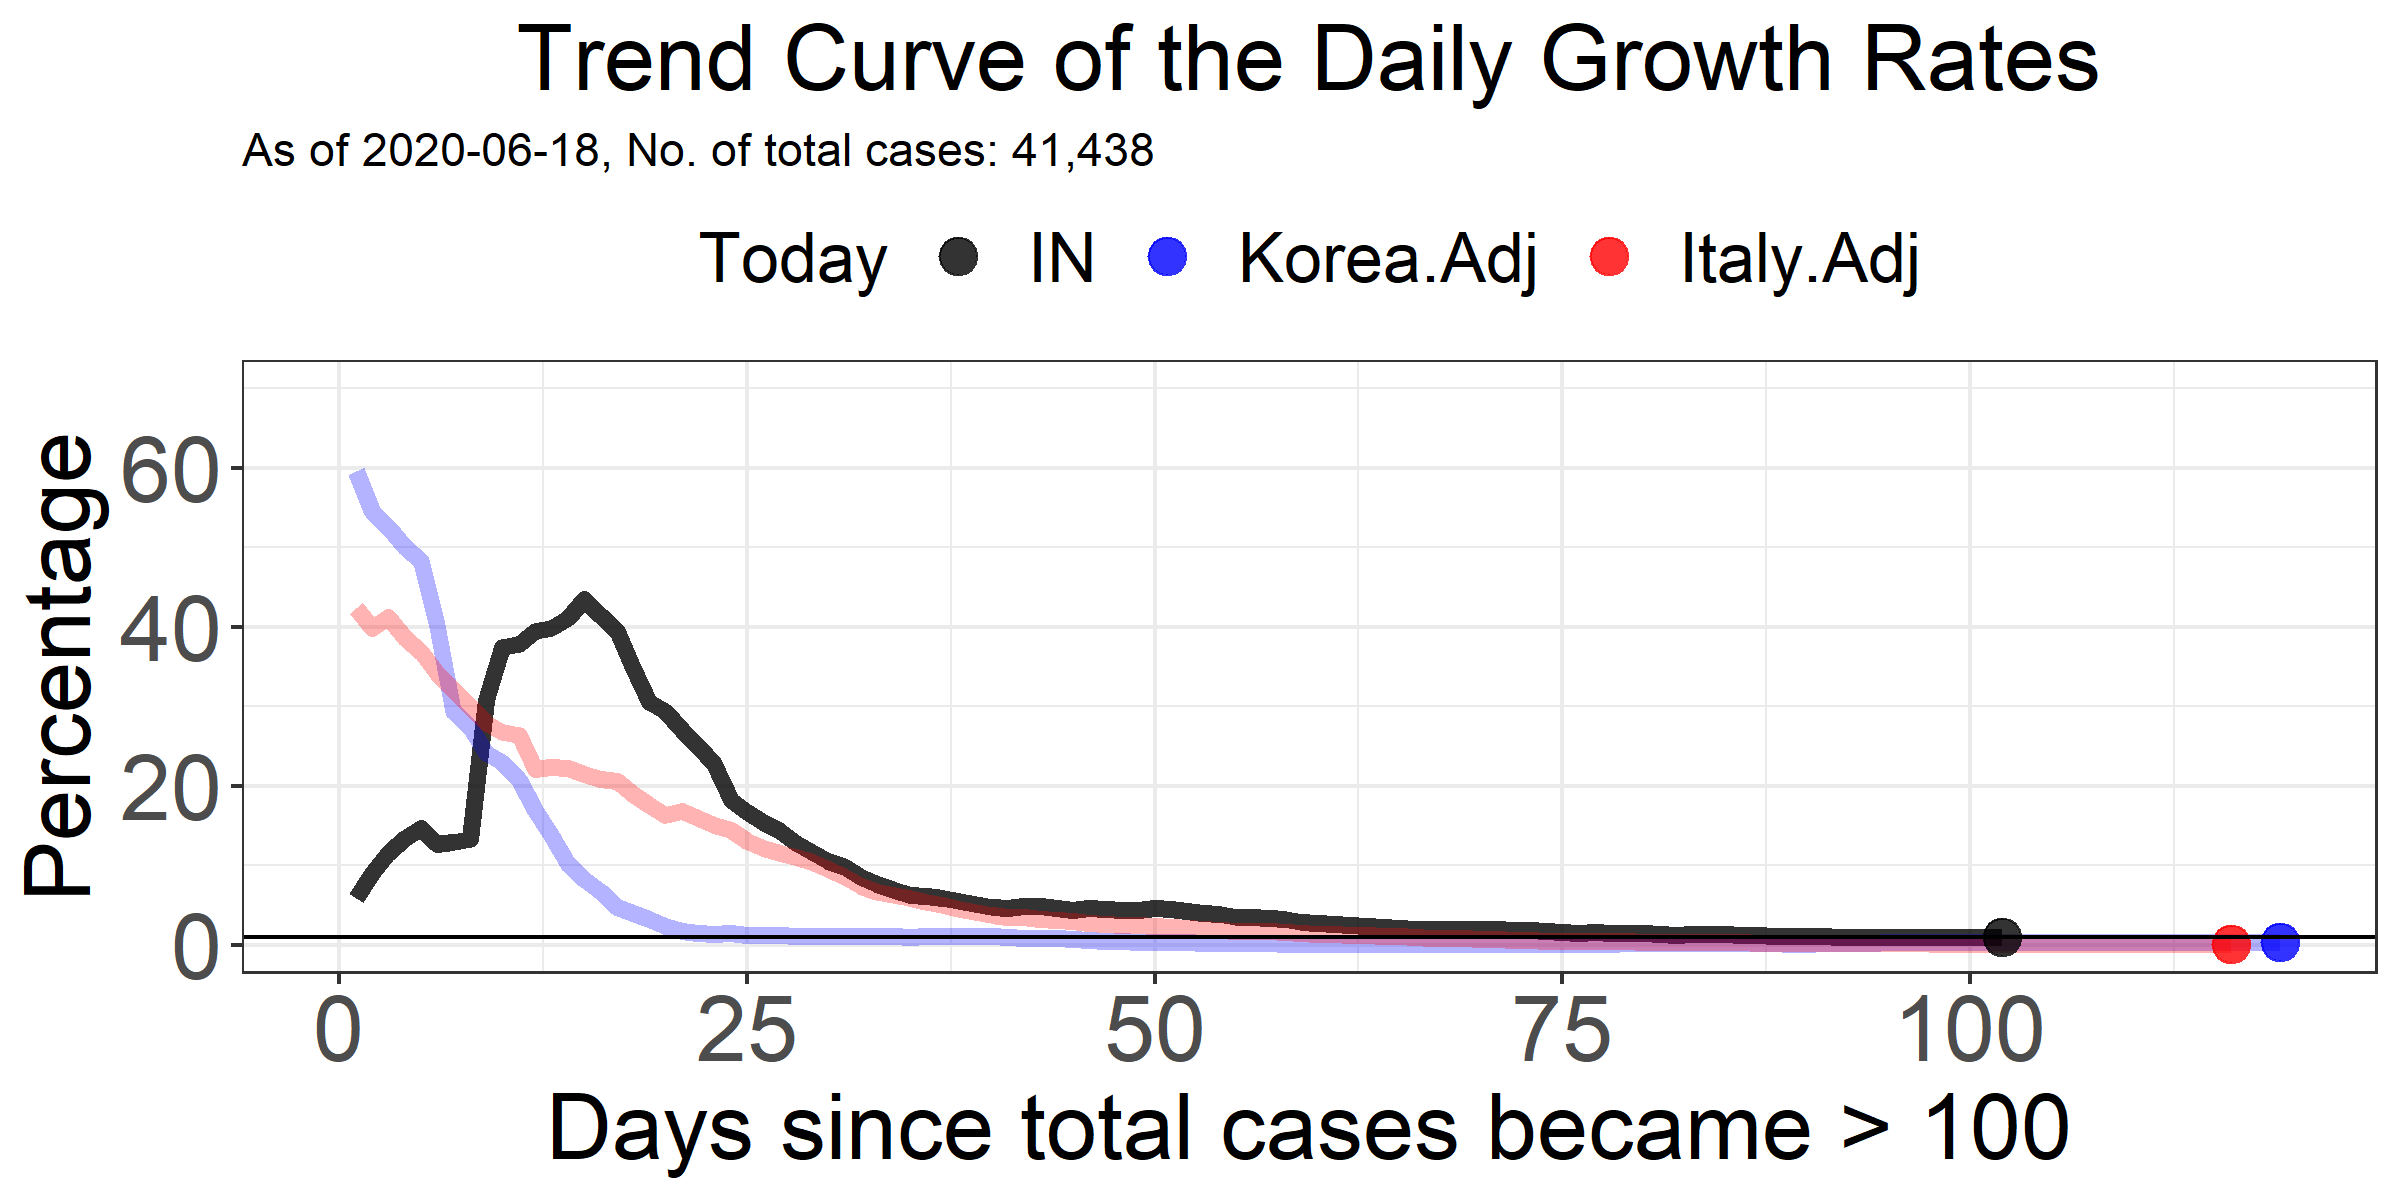 Trend Curve of the Daily Growth Rates
As of 2020-06-18, No. of total cases: 41,438
Today IN Korea.Adj Italy.Adj
Percentage
60
40
20
0
0 25 50 75 100
Days since total cases became > 100